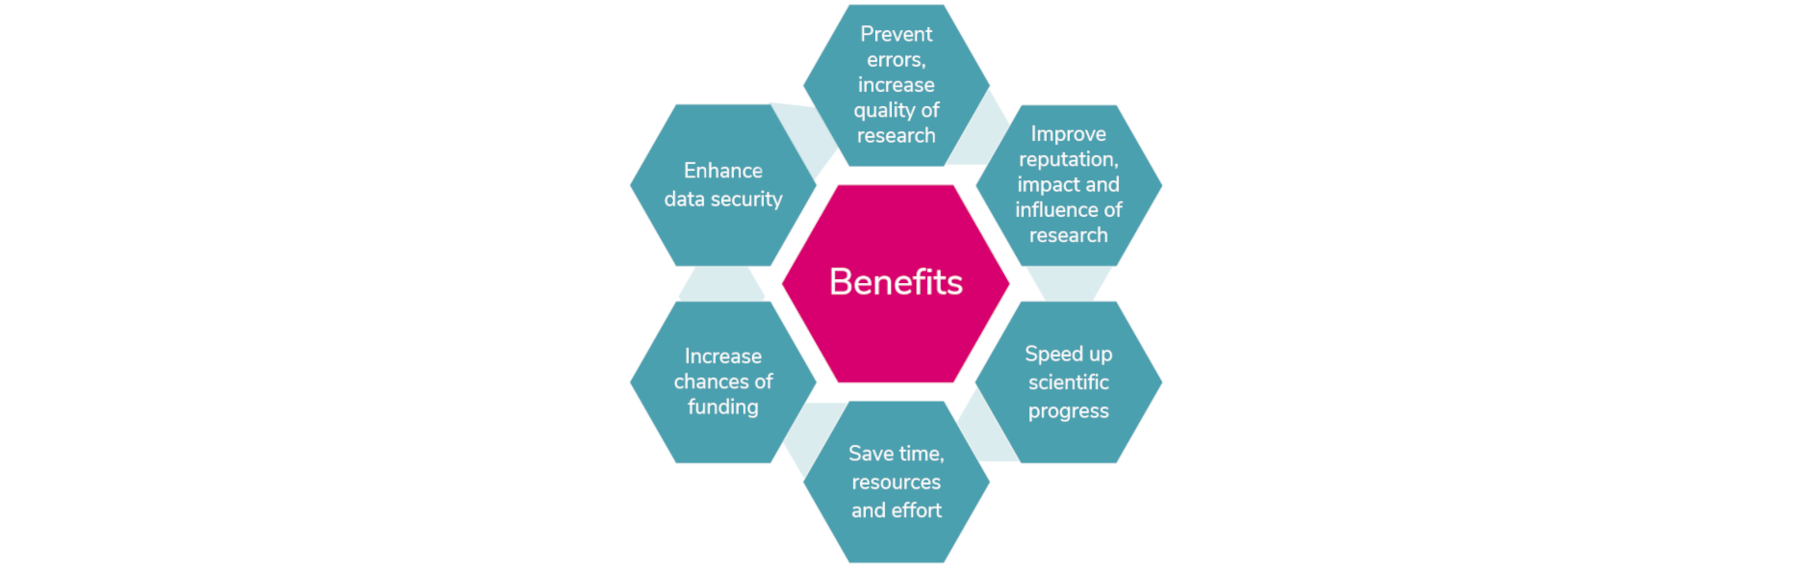 Prevent
errors,
increase
quality of
research
Improve
reputation,
impact and
influence of
research
Enhance
data security
Benefits
Increase
chances of
funding
Speed up
scientific
progress
Save time,
resources
and effort